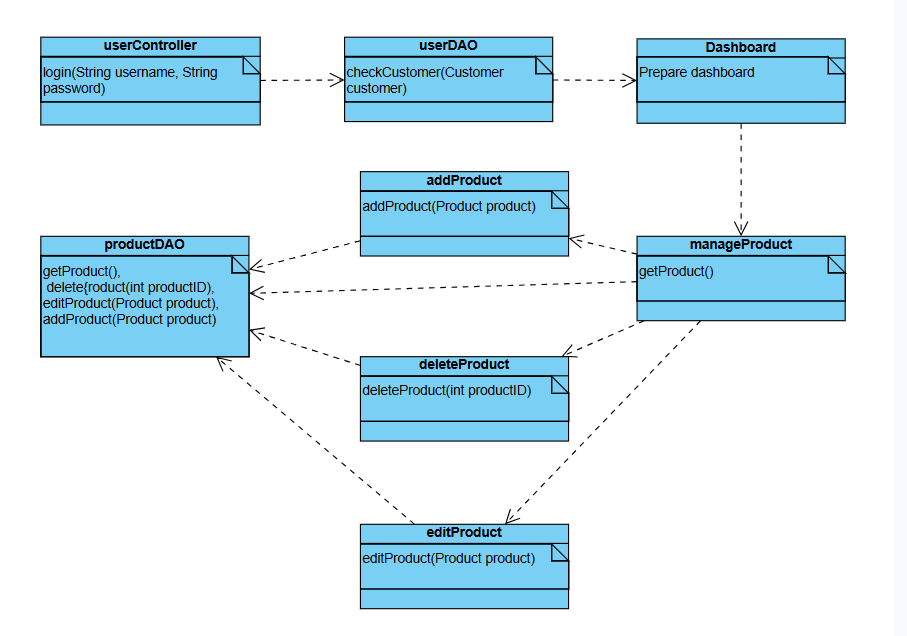 userController
login(String username, String
password)
userDAO
checkCustomer(Customer
customer)
Dashboard
Prepare dashboard
addProduct
addProduct(Product product)
productDAO
getProduct(),
delete{roduct(int productID),
editProduct(Product product),
addProduct(Product product)
manageProduct
getProduct()
deleteProduct
deleteProduct(int productID)
editProduct
editProduct(Product product)